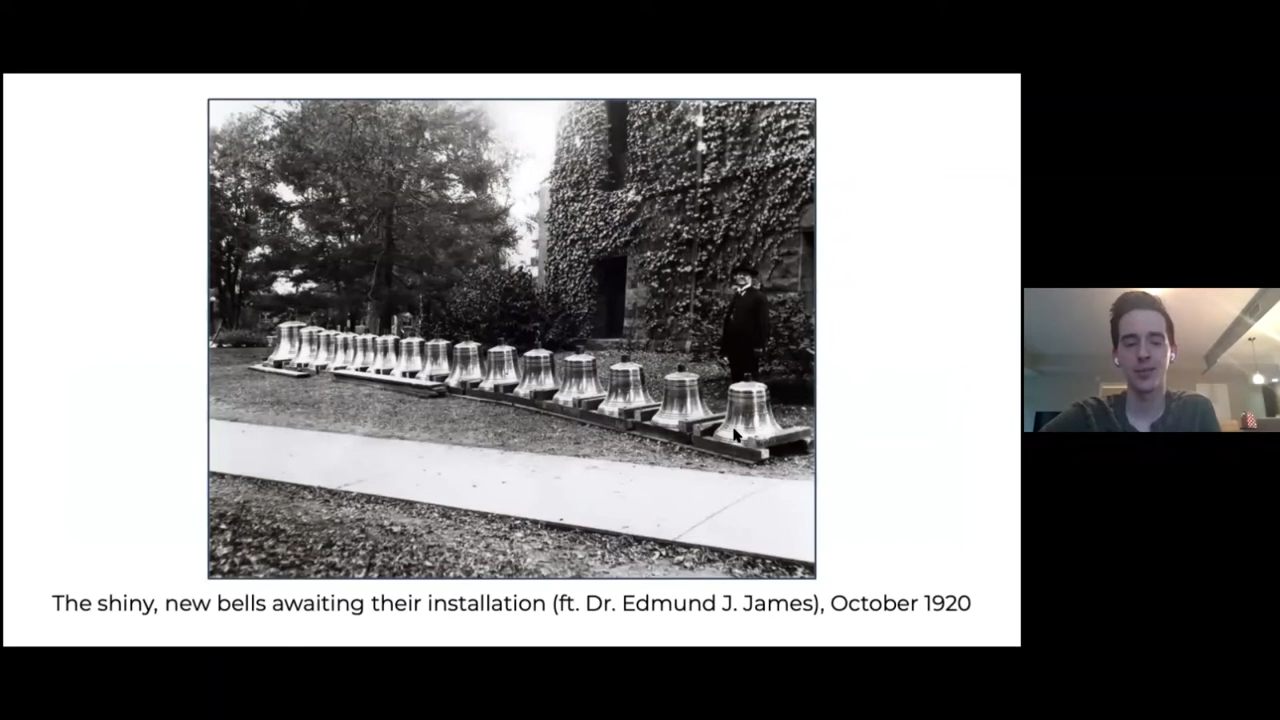 The shiny, new bells awaiting their installation (ft. Dr. Edmund J. James), October 1920